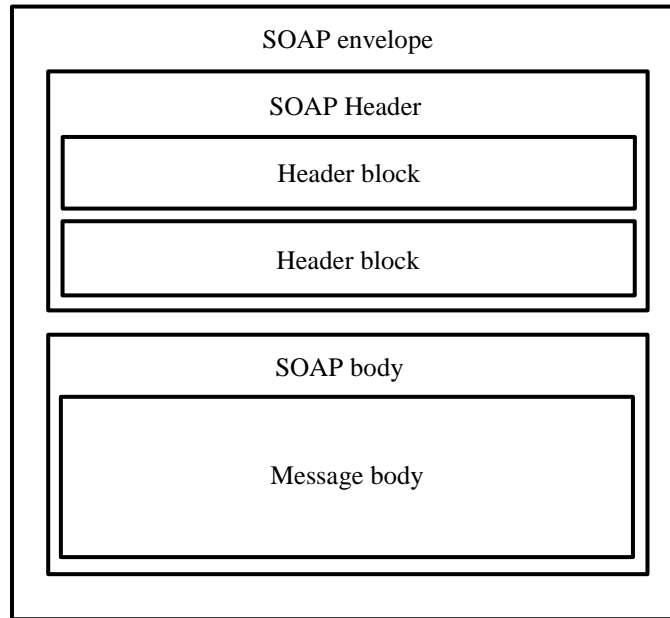 SOAP envelope
SOAP Header
Header block
Header block
SOAP body
Message body